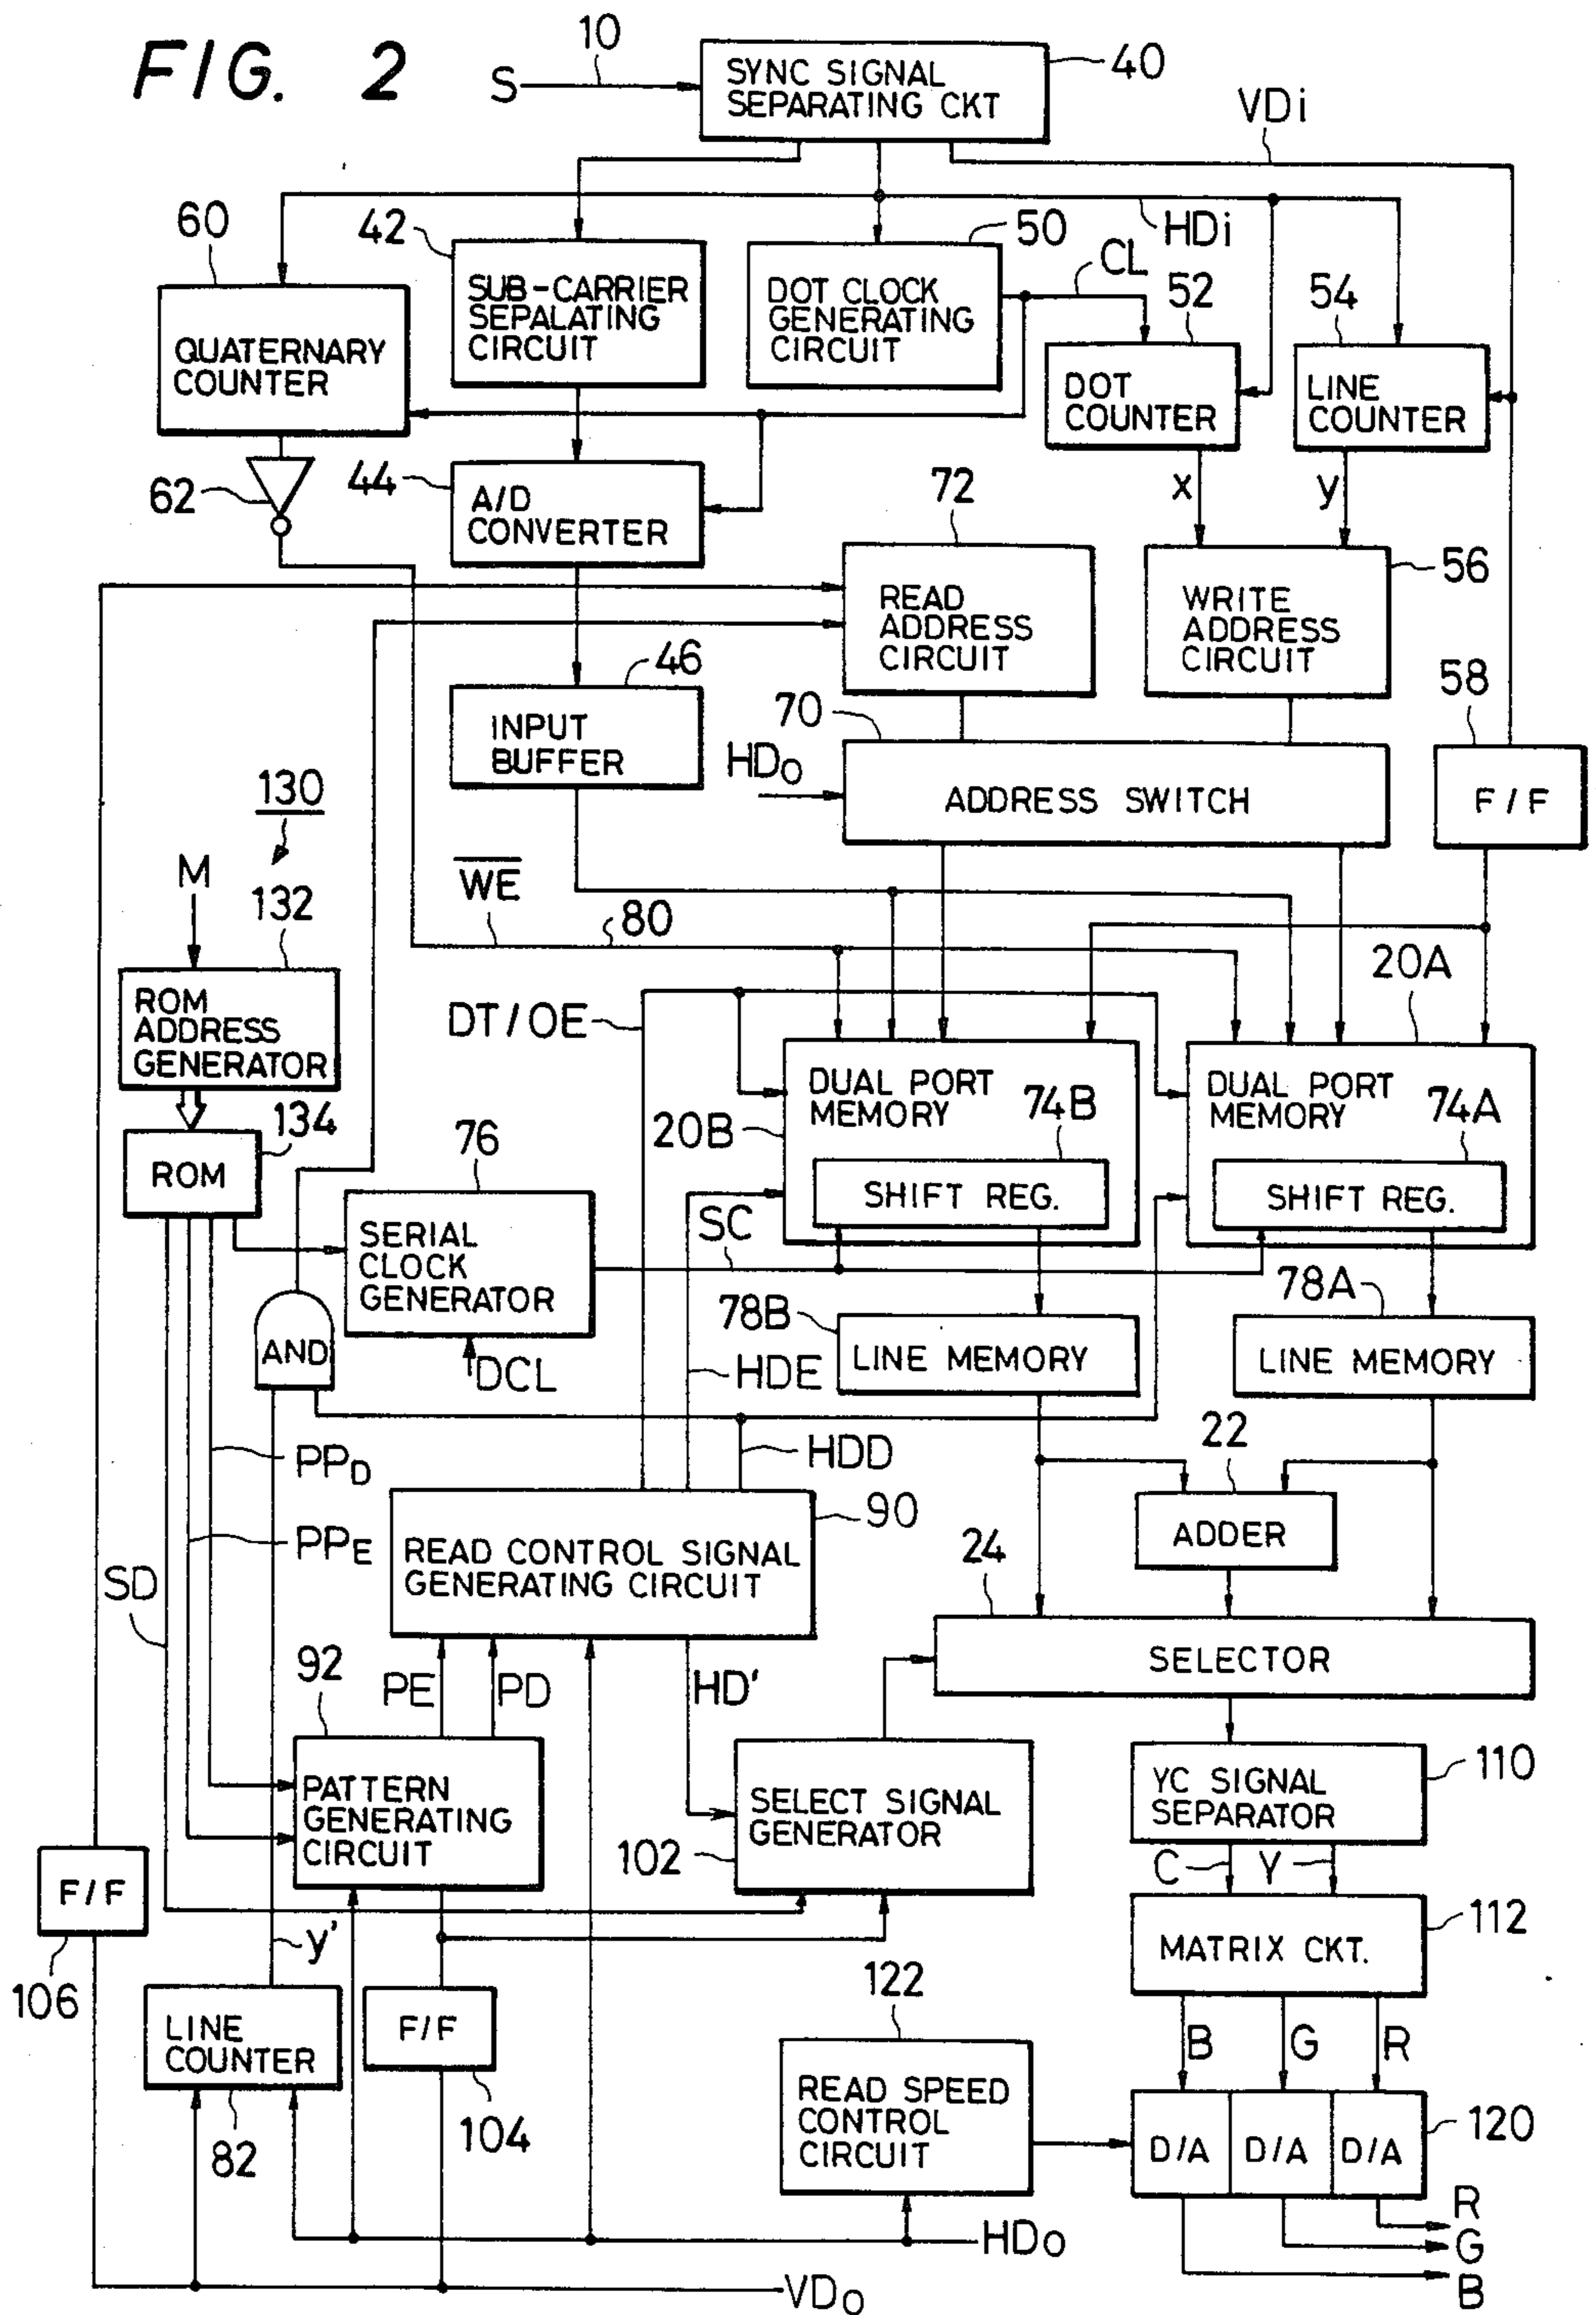 FIG. 2
10
S
SYNC SIGNAL
SEPARATING CKT
40
VDi
60
42
50
HDi
CL
52
54
QUATERNARY
COUNTER
SUB-CARRIER
SEPALATING
CIRCUIT
DOT CLOCK
GENERATING
CIRCUIT
DOT
COUNTER
LINE
COUNTER
62
44
A/D
CONVERTER
72
x
y
READ
ADDRESS
CIRCUIT
WRITE
ADDRESS
CIRCUIT
56
46
INPUT
BUFFER
70
58
HDO
ADDRESS SWITCH
F/F
130
M
132
WE
80
20A
ROM
ADDRESS
GENERATOR
DT/OE
DUAL PORT
MEMORY
74B
20B
SHIFT REG.
DUAL PORT
MEMORY
74A
SHIFT REG.
134
ROM
76
SERIAL
CLOCK
GENERATOR
SC
78B
78A
AND
DCL
HDE
LINE MEMORY
LINE MEMORY
PPD
HDD
22
PPE
90
READ CONTROL SIGNAL
GENERATING CIRCUIT
24
ADDER
SD
92
PE
PD
HD'
SELECTOR
PATTERN
GENERATING
CIRCUIT
SELECT SIGNAL
GENERATOR
102
YC SIGNAL
SEPARATOR
110
C
Y
F/F
106
y'
MATRIX CKT.
112
LINE
COUNTER
82
F/F
104
122
READ SPEED
CONTROL
CIRCUIT
B
G
R
D/A
D/A
D/A
120
HDO
R
G
B
VDO